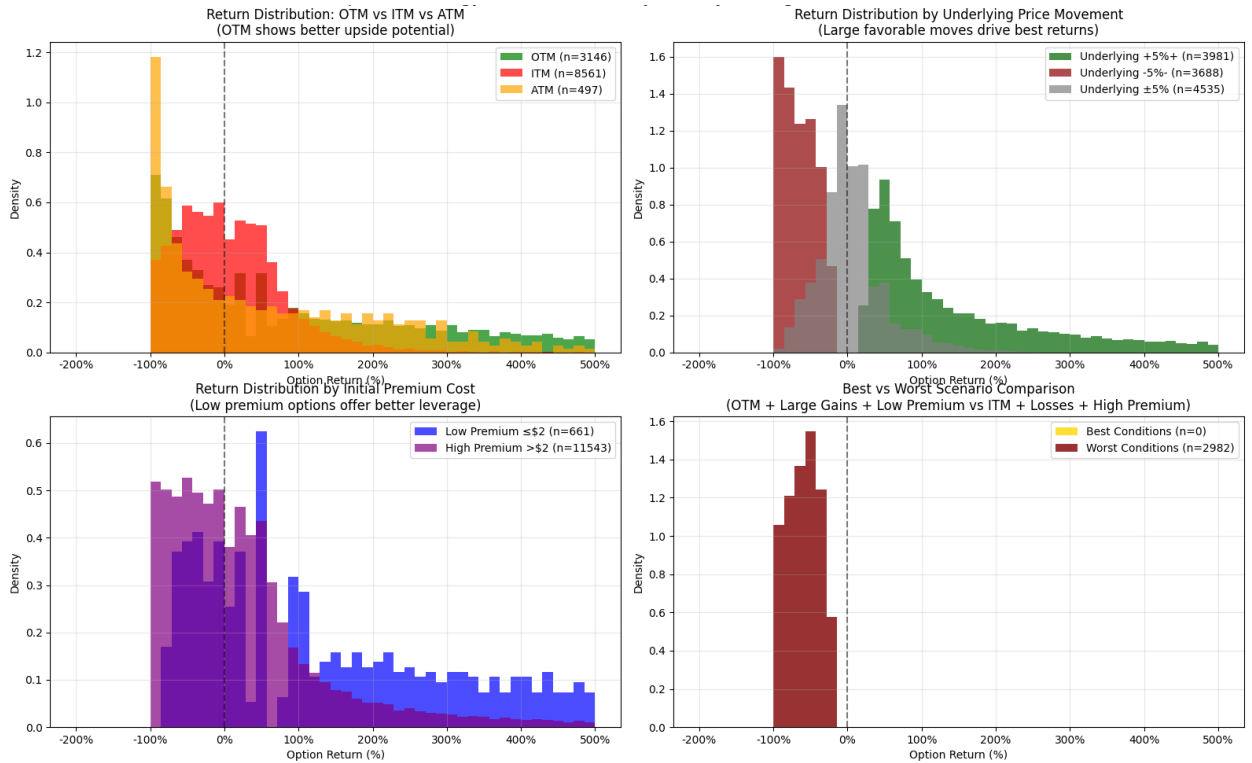 Return Distribution: OTM vs ITM vs ATM
(OTM shows better upside potential)
OTM (n=3146)
ITM (n=8561)
ATM (n=497)
Density
1.2
1.0
0.8
0.6
0.4
0.2
0.0
-200%
-100%
0%
100%
200%
300%
400%
500%
Option Return (%)
Return Distribution by Underlying Price Movement
(Large favorable moves drive best returns)
Underlying +5%+ (n=3981)
Underlying -5%- (n=3688)
Underlying ±5% (n=4535)
Density
1.6
1.4
1.2
1.0
0.8
0.6
0.4
0.2
0.0
-200%
-100%
0%
100%
200%
300%
400%
500%
Option Return (%)
Return Distribution by Initial Premium Cost
(Low premium options offer better leverage)
Low Premium ≤$2 (n=661)
High Premium >$2 (n=11543)
Density
0.6
0.5
0.4
0.3
0.2
0.1
0.0
-200%
-100%
0%
100%
200%
300%
400%
500%
Option Return (%)
Best vs Worst Scenario Comparison
(OTM + Large Gains + Low Premium vs ITM + Losses + High Premium)
Best Conditions (n=0)
Worst Conditions (n=2982)
Density
1.6
1.4
1.2
1.0
0.8
0.6
0.4
0.2
0.0
-200%
-100%
0%
100%
200%
300%
400%
500%
Option Return (%)